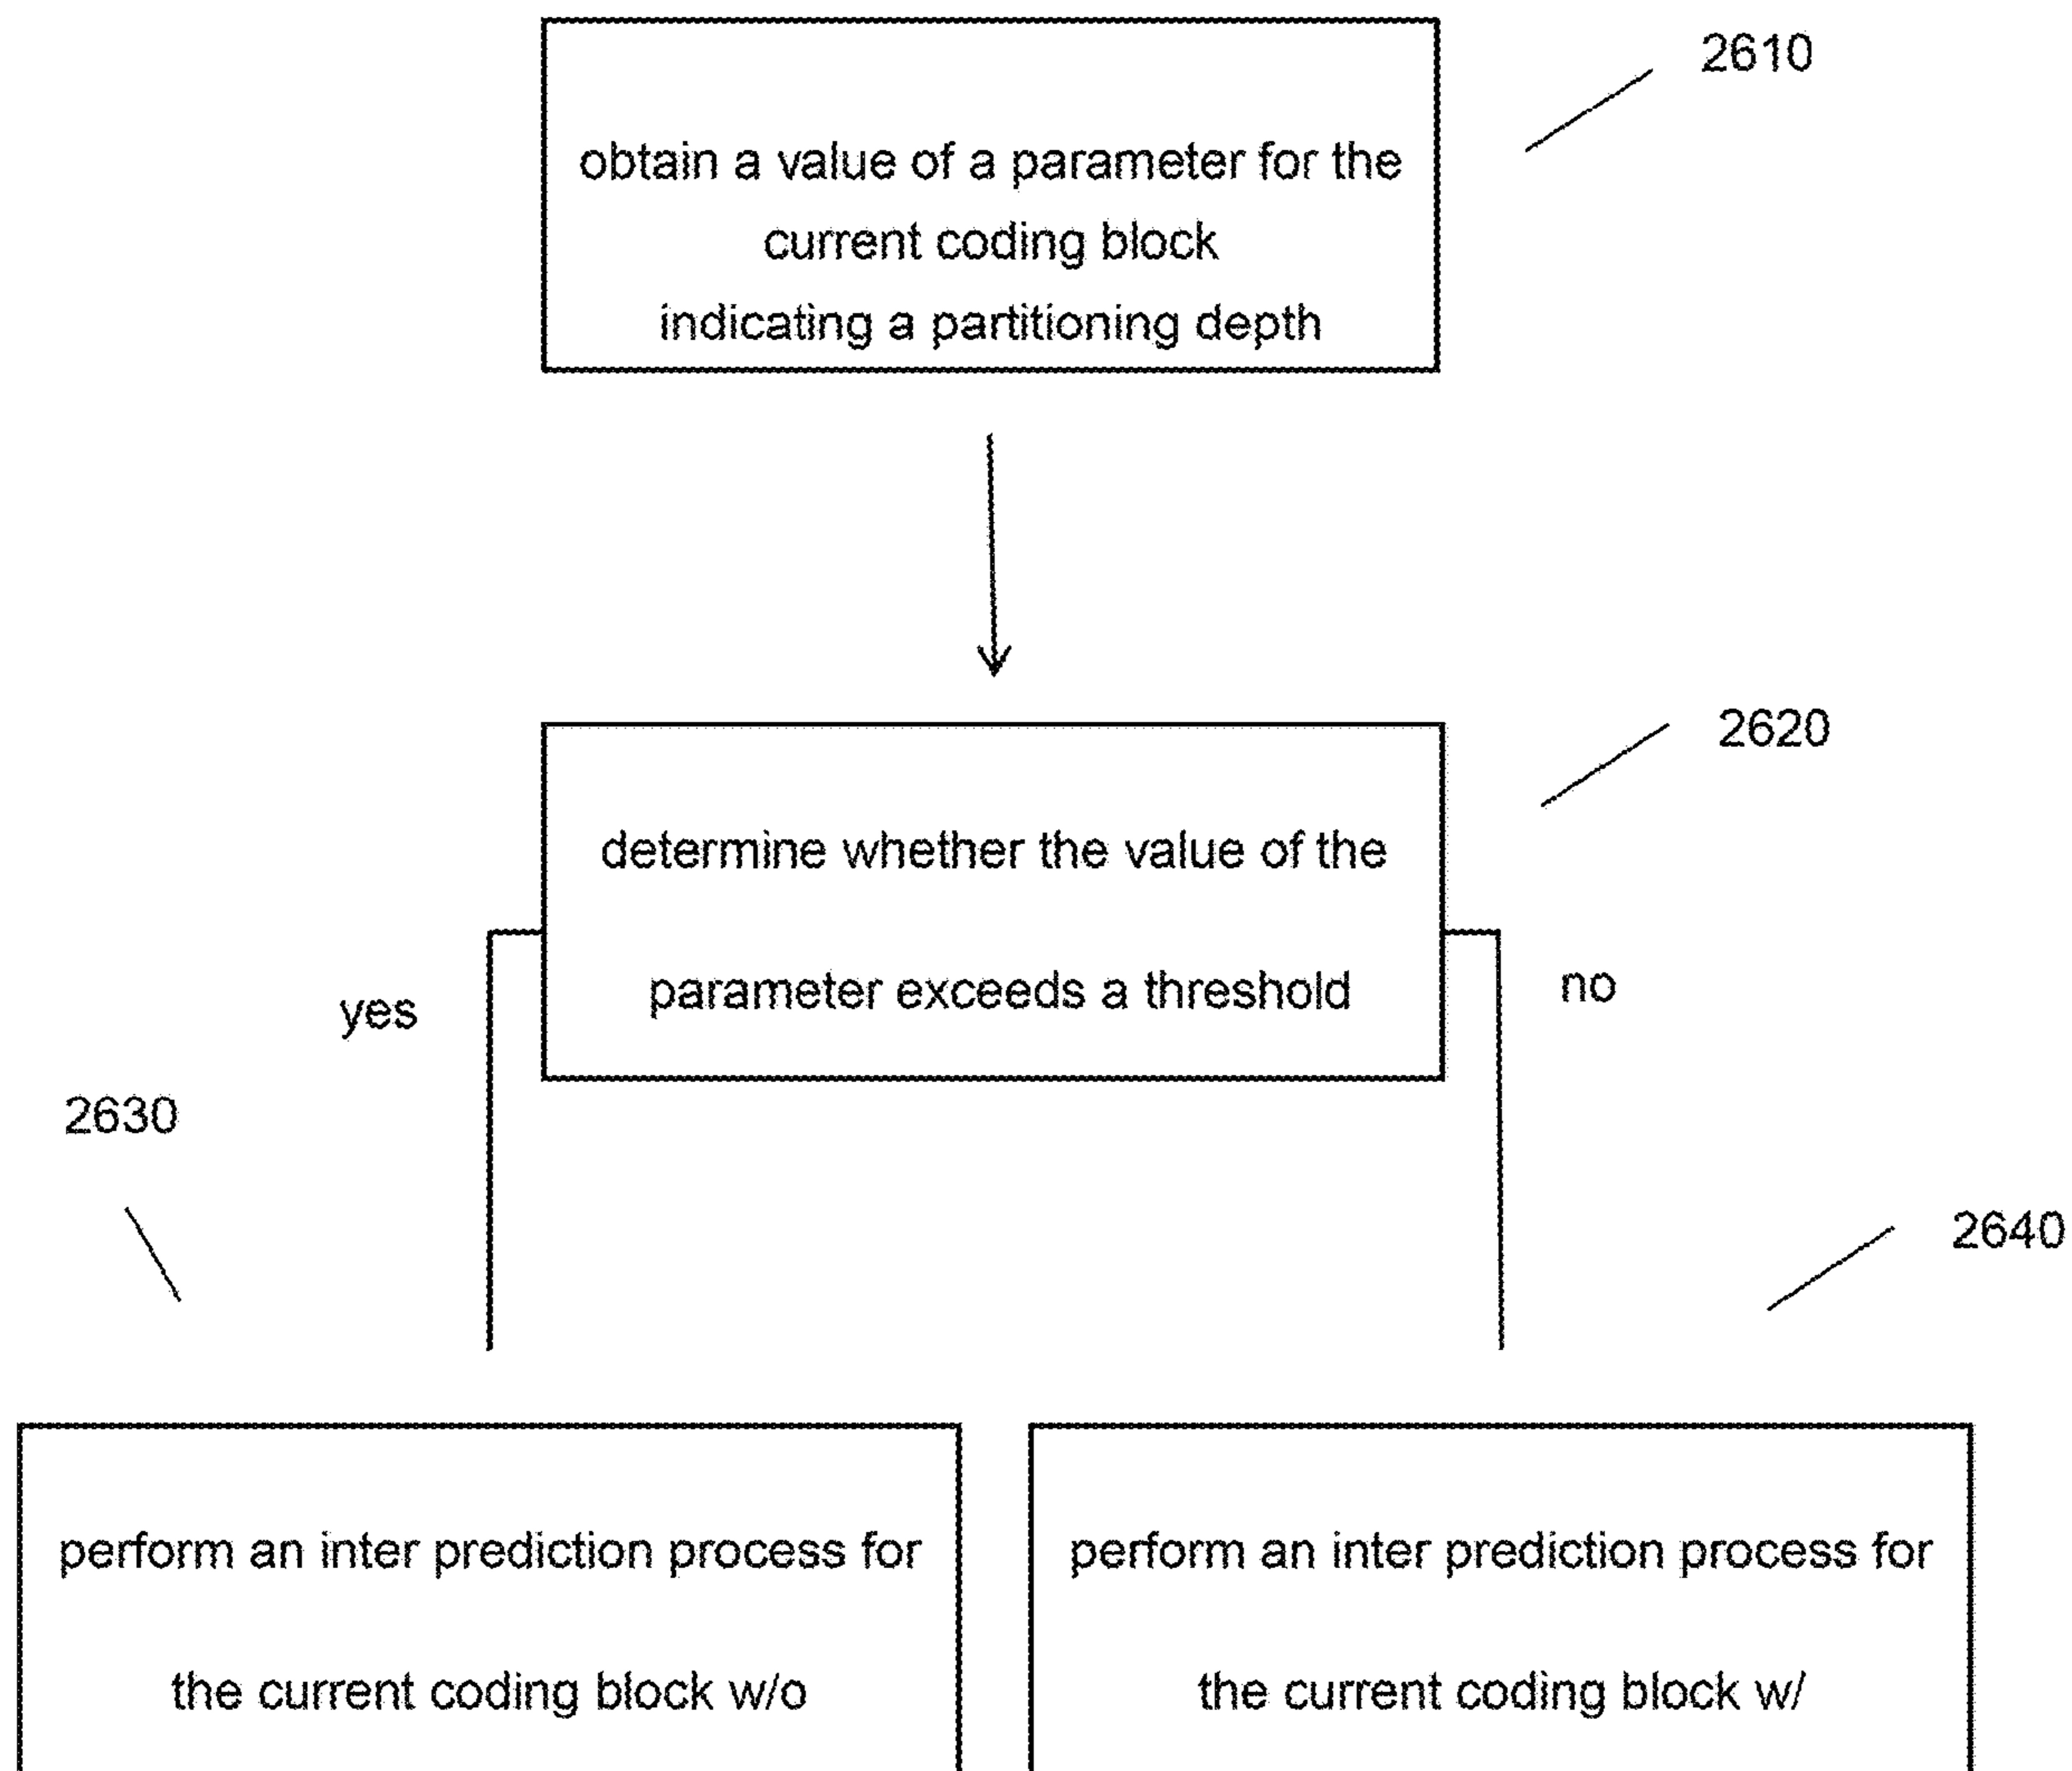 2610
obtain a value of a parameter for the
current coding block
indicating a partitioning depth
2620
determine whether the value of the
parameter exceeds a threshold
yes
no
2630
2640
perform an inter prediction process for
the current coding block w/o
perform an inter prediction process for
the current coding block w/